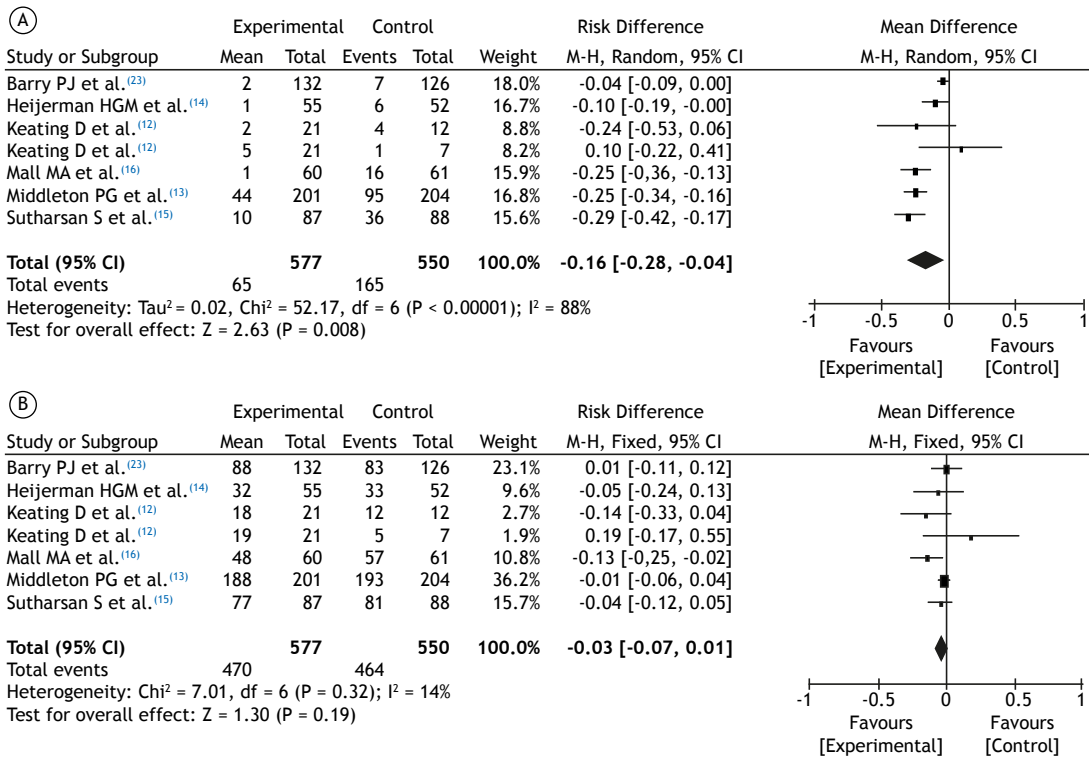 A
Experimental Control Risk Difference Mean Difference
Study or Subgroup Mean Total Events Total Weight M-H, Random, 95% CI M-H, Random, 95% CI
Barry PJ et al.(23) 2 132 7 126 18.0% -0.04 [-0.09, -0.00]
Heijerman HGM et al.(14) 1 55 6 52 16.7% -0.10 [-0.19, -0.00]
Keating D et al.(12) 2 21 4 12 8.8% -0.24 [-0.53, 0.06]
Keating D et al.(12) 5 21 1 7 8.2% 0.10 [-0.22, 0.41]
Mall MA et al.(16) 1 60 16 61 15.9% -0.25 [-0,36, -0.13]
Middleton PG et al.(13) 44 201 95 204 16.8% -0.25 [-0.34, -0.16]
Sutharsan S et al.(15) 10 87 36 88 15.6% -0.29 [-0.42, -0.17]
Total (95% CI) 577 550 100.0% -0.16 [-0.28, -0.04]
Total events 65 165
Heterogeneity: Tau² = 0.02, Chi² = 52.17, df = 6 (P < 0.00001); I² = 88%
Test for overall effect: Z = 2.63 (P = 0.008)
-1 -0.5 0 0.5 1
Favours Favours
[Experimental] [Control]
B
Experimental Control Risk Difference Mean Difference
Study or Subgroup Mean Total Events Total Weight M-H, Fixed, 95% CI M-H, Fixed, 95% CI
Barry PJ et al.(23) 88 132 83 126 23.1% 0.01 [-0.11, 0.12]
Heijerman HGM et al.(14) 32 55 33 52 9.6% -0.05 [-0.24, 0.13]
Keating D et al.(12) 18 21 12 12 2.7% -0.14 [-0.33, 0.04]
Keating D et al.(12) 19 21 5 7 1.9% 0.19 [-0.17, 0.55]
Mall MA et al.(16) 48 60 57 61 10.8% -0.13 [-0,25, -0.02]
Middleton PG et al.(13) 188 201 193 204 36.2% -0.01 [-0.06, 0.04]
Sutharsan S et al.(15) 77 87 81 88 15.7% -0.04 [-0.12, 0.05]
Total (95% CI) 577 550 100.0% -0.03 [-0.07, 0.01]
Total events 470 464
Heterogeneity: Chi² = 7.01, df = 6 (P = 0.32); I² = 14%
Test for overall effect: Z = 1.30 (P = 0.19)
-1 -0.5 0 0.5 1
Favours Favours
[Experimental] [Control]